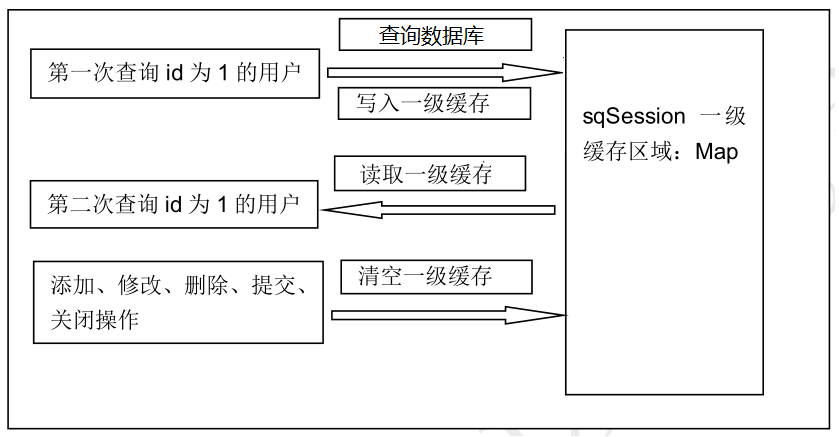 查询数据库
第一次查询 id 为 1 的用户
写入一级缓存
sqSession 一级
缓存区域：Map
读取一级缓存
第二次查询 id 为 1 的用户
清空一级缓存
添加、修改、删除、提交、
关闭操作